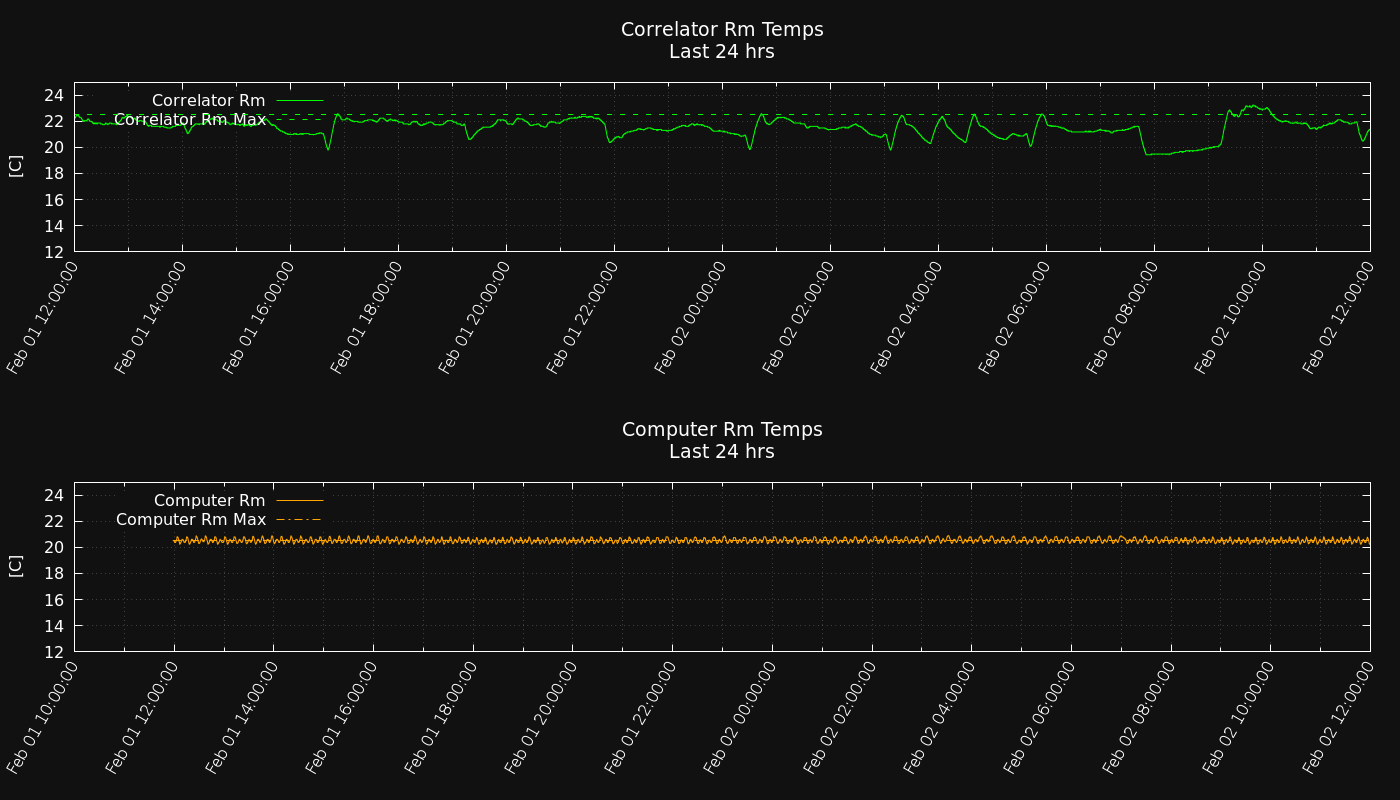 Correlator Rm Temps
Last 24 hrs
Correlator Rm
Correlator Rm Max
[C]
24
22
20
18
16
14
12
Feb 01 12:00:00
Feb 01 14:00:00
Feb 01 16:00:00
Feb 01 18:00:00
Feb 01 20:00:00
Feb 01 22:00:00
Feb 02 00:00:00
Feb 02 02:00:00
Feb 02 04:00:00
Feb 02 06:00:00
Feb 02 08:00:00
Feb 02 10:00:00
Feb 02 12:00:00
Computer Rm Temps
Last 24 hrs
Computer Rm
Computer Rm Max
[C]
24
22
20
18
16
14
12
Feb 01 10:00:00
Feb 01 12:00:00
Feb 01 14:00:00
Feb 01 16:00:00
Feb 01 18:00:00
Feb 01 20:00:00
Feb 01 22:00:00
Feb 02 00:00:00
Feb 02 02:00:00
Feb 02 04:00:00
Feb 02 06:00:00
Feb 02 08:00:00
Feb 02 10:00:00
Feb 02 12:00:00